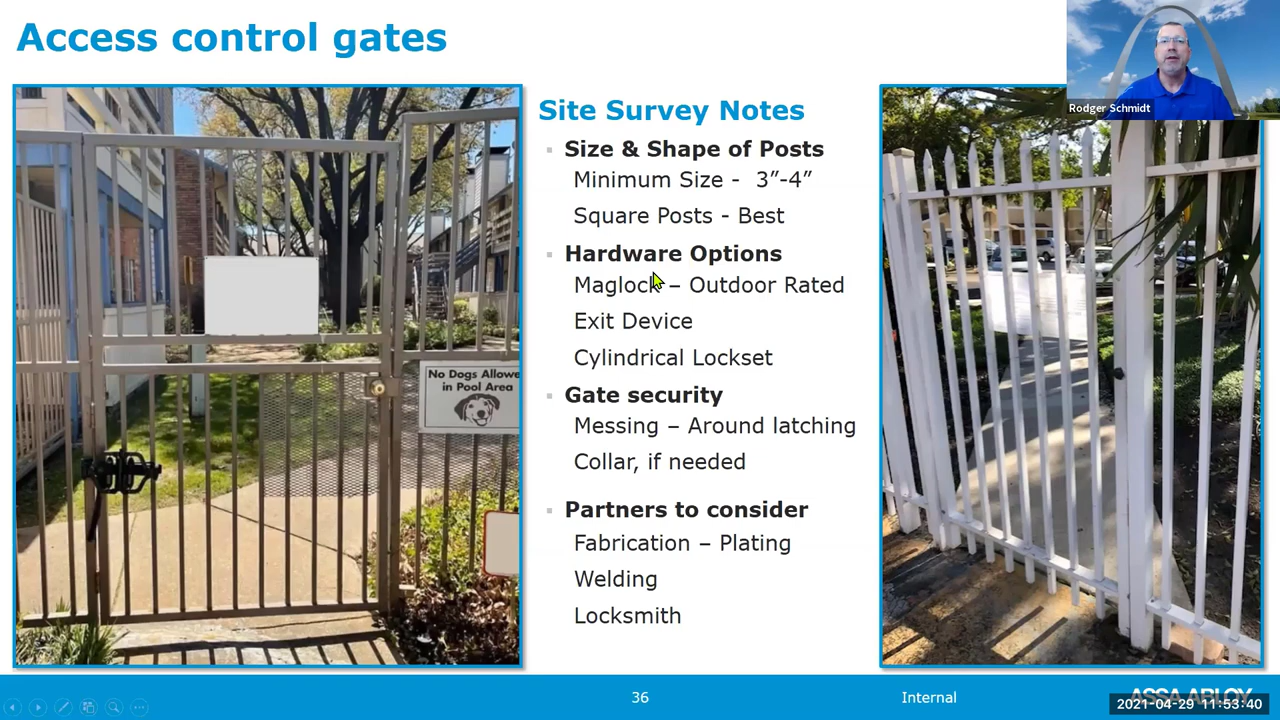 Access control gates
Rodger Schmidt
Site Survey Notes
Size & Shape of Posts
Minimum Size - 3”-4”
Square Posts - Best
Hardware Options
Maglock – Outdoor Rated
Exit Device
Cylindrical Lockset
Gate security
Messing – Around latching
Collar, if needed
Partners to consider
Fabrication – Plating
Welding
Locksmith
No Dogs Allowe
in Pool Area
36
Internal
ASSA ABLOY
2021-04-29 11:53:40